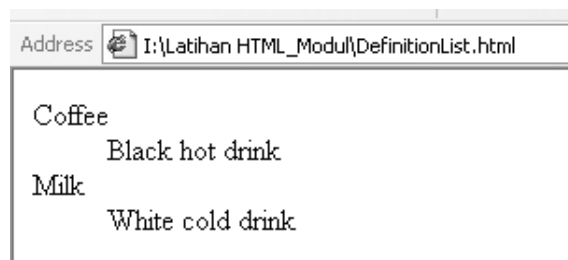 Address I:\Latihan HTML_Modul\DefinitionList.html
Coffee
Black hot drink
Milk
White cold drink